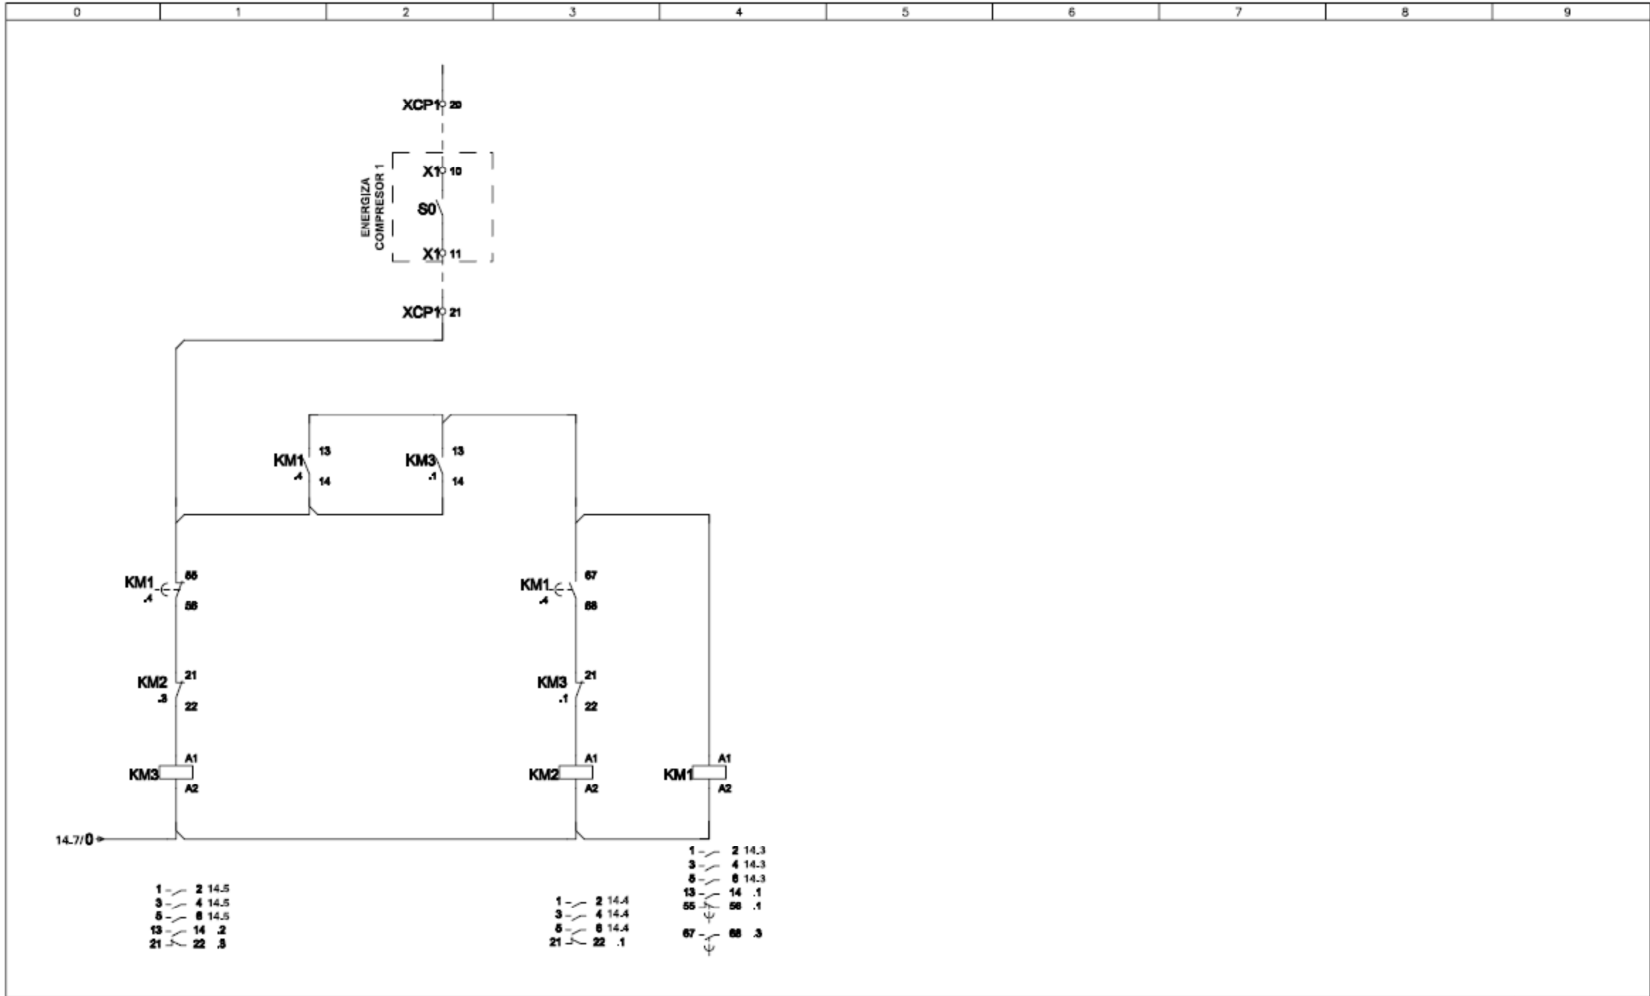 0 1 2 3 4 5 6 7 8 9
XCP1 20
X1 10
ENERGIZA
COMPRESOR 1
S0
X1 11
XCP1 21
KM1 13 KM3 13
.4 14 .1 14
KM1 55 KM1 67
.4 56 .4 68
KM2 21 KM3 21
.3 22 .1 22
A1 A1 A1
KM3 KM2 KM1
A2 A2 A2
14.7/0
1 2 14.3
3 4 14.3
5 6 14.3
13 14 .1
55 56 .1
67 68 .3
1 2 14.5
3 4 14.5
5 6 14.5
13 14 .2
21 22 .3
1 2 14.4
3 4 14.4
5 6 14.4
21 22 .1